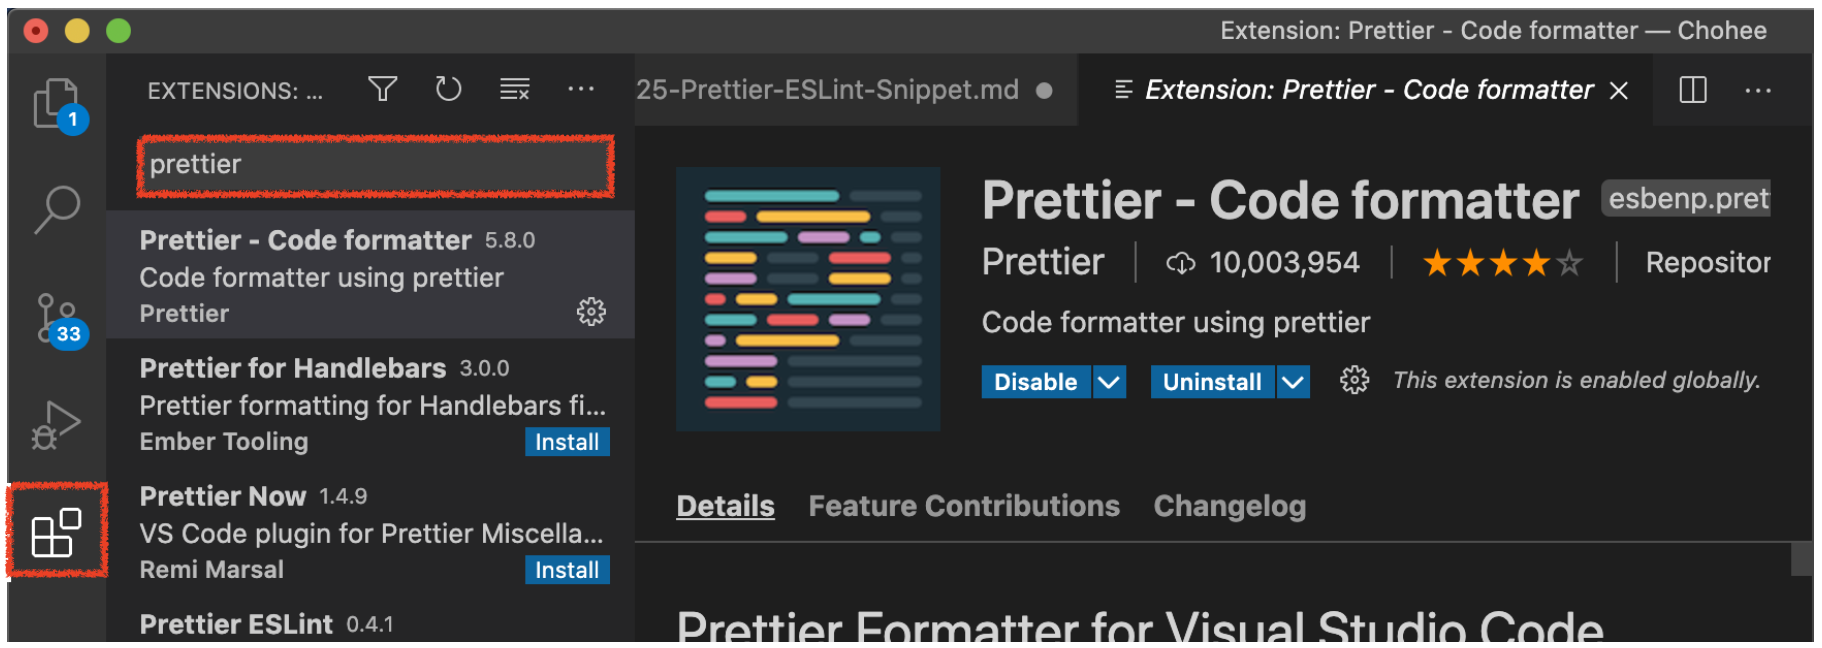 Extension: Prettier - Code formatter — Chohee
EXTENSIONS: ...
25-Prettier-ESLint-Snippet.md
Extension: Prettier - Code formatter
1
prettier
33
Prettier - Code formatter 5.8.0
Code formatter using prettier
Prettier
Prettier for Handlebars 3.0.0
Prettier formatting for Handlebars fi...
Ember Tooling Install
Prettier Now 1.4.9
VS Code plugin for Prettier Miscella...
Remi Marsal Install
Prettier ESLint 0.4.1
Prettier - Code formatter esbenp.pret
Prettier 10,003,954 Repositor
Code formatter using prettier
Disable Uninstall This extension is enabled globally.
Details Feature Contributions Changelog
Prettier Formatter for Visual Studio Code